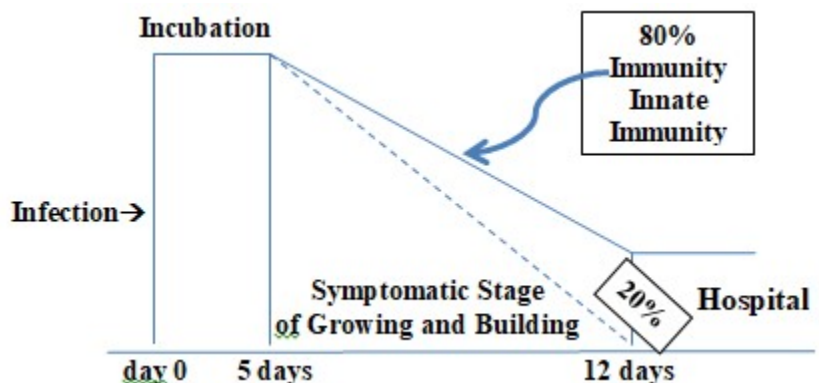 Incubation
80%
Immunity
Innate
Immunity
Infection→
Symptomatic Stage
of Growing and Building
20%
Hospital
day 0
5 days
12 days